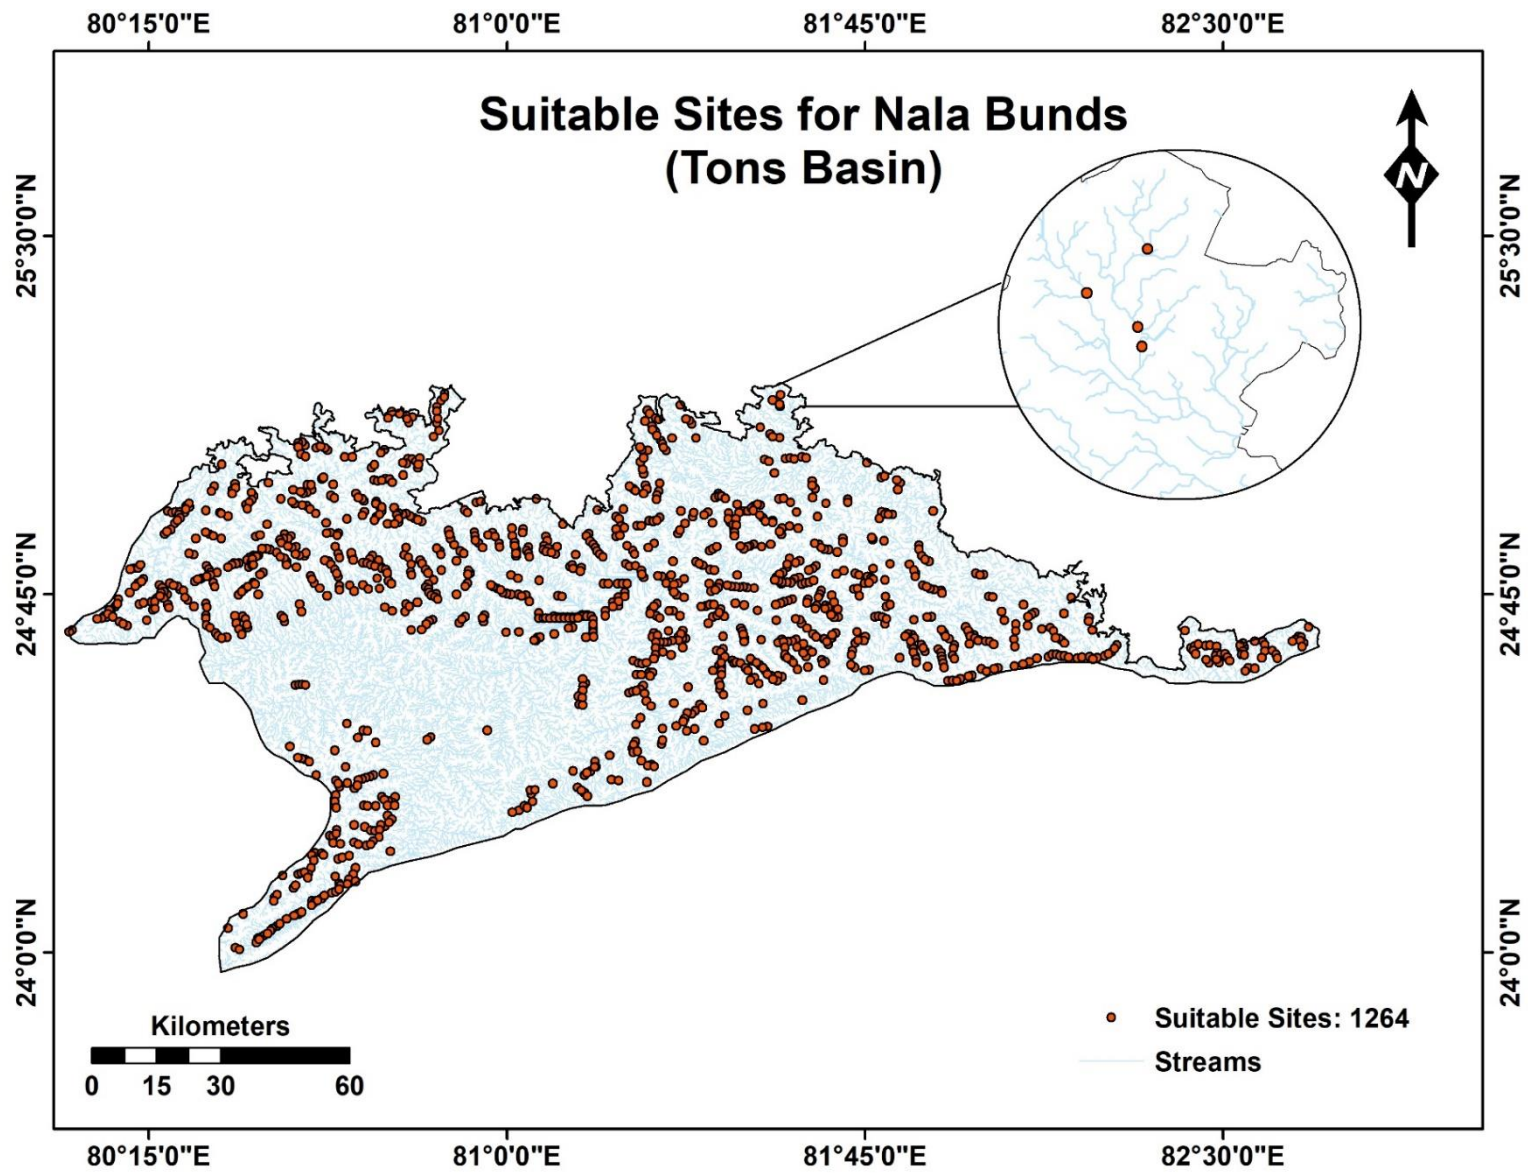 80°15'0"E 81°0'0"E 81°45'0"E 82°30'0"E
Suitable Sites for Nala Bunds
(Tons Basin)
N
25°30'0"N 25°30'0"N
24°45'0"N 24°45'0"N
24°0'0"N 24°0'0"N
Kilometers
0 15 30 60
Suitable Sites: 1264
Streams
80°15'0"E 81°0'0"E 81°45'0"E 82°30'0"E